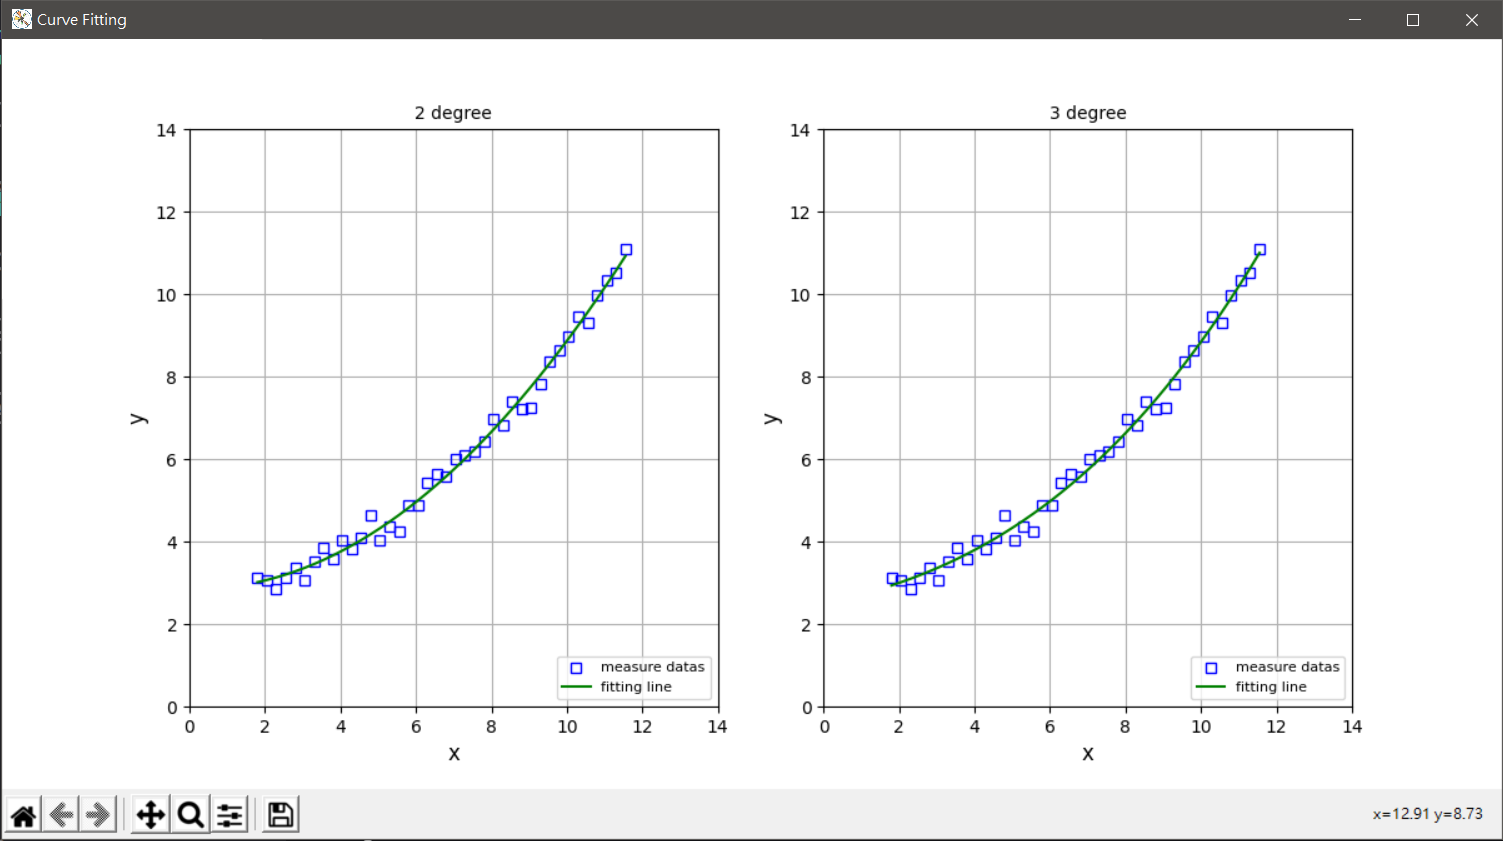 Curve Fitting
2 degree
14
12
10
8
6
4
2
0
y
0 2 4 6 8 10 12 14
x
measure datas
fitting line
3 degree
14
12
10
8
6
4
2
0
y
0 2 4 6 8 10 12 14
x
measure datas
fitting line
x=12.91 y=8.73